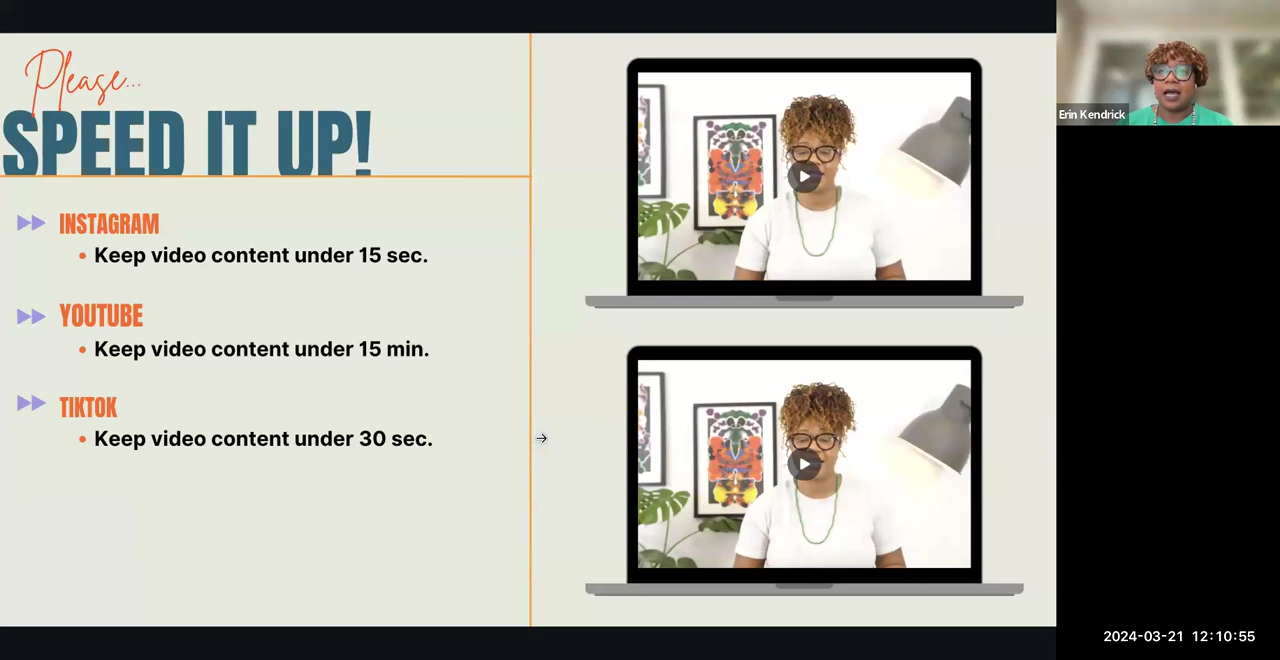 Please...
SPEED IT UP!
INSTAGRAM
• Keep video content under 15 sec.
YOUTUBE
• Keep video content under 15 min.
TIKTOK
• Keep video content under 30 sec.
Erin Kendrick
2024-03-21 12:10:55